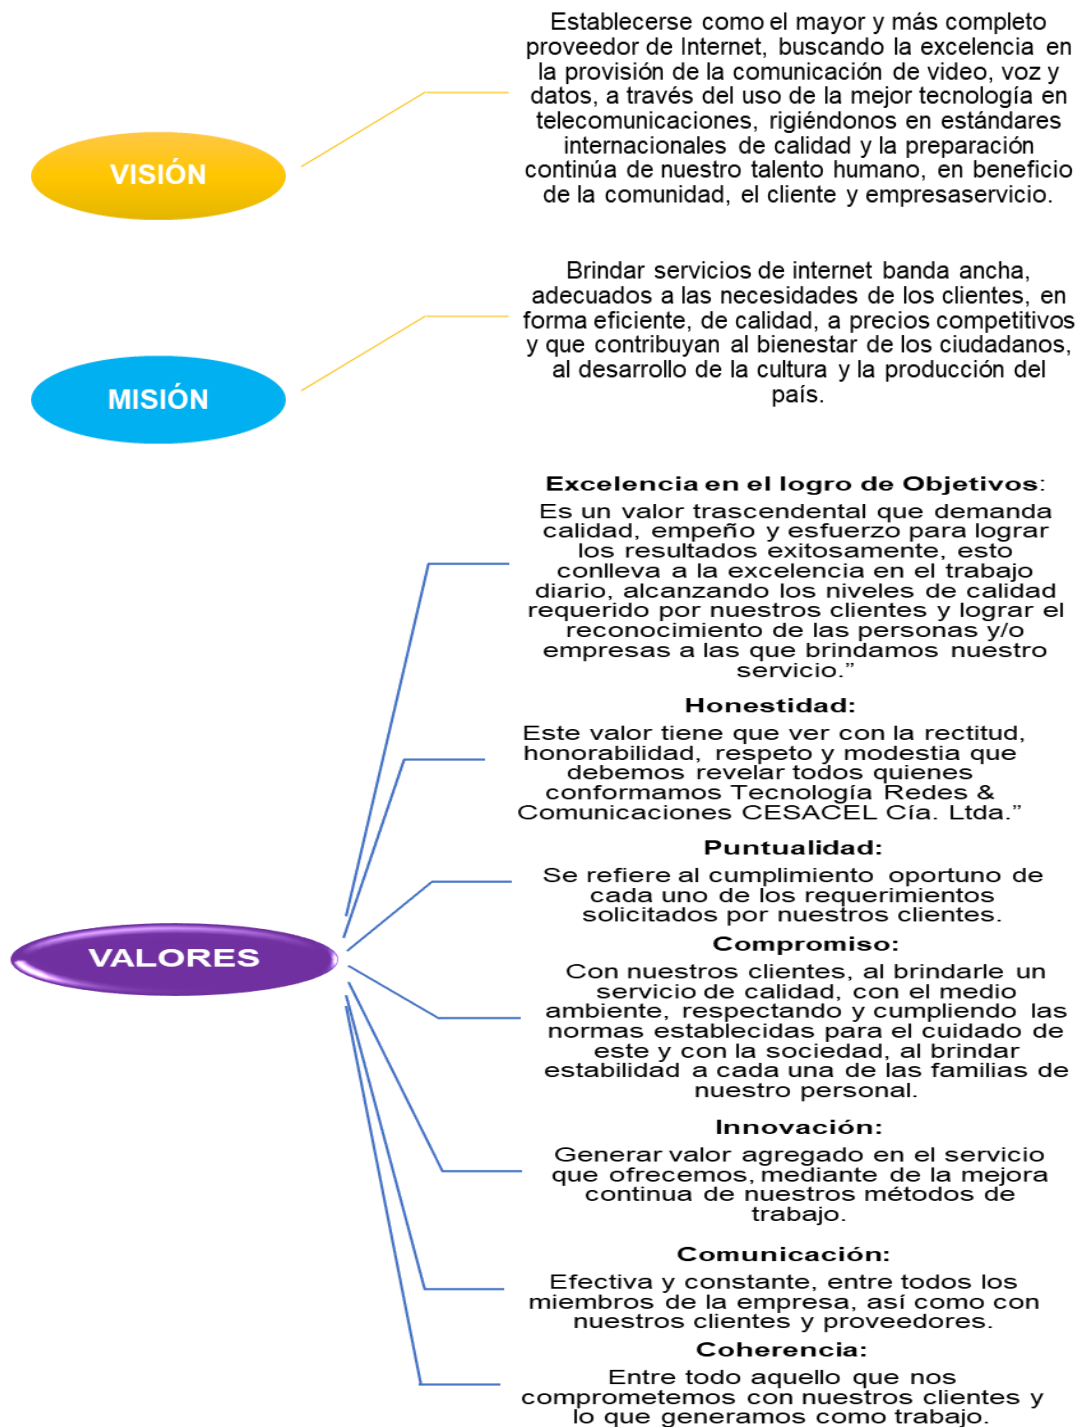 Establecerse como el mayor y más completo
proveedor de Internet, buscando la excelencia en
la provisión de la comunicación de video, voz y
datos, a través del uso de la mejor tecnología en
telecomunicaciones, rigiéndonos en estándares
internacionales de calidad y la preparación
continúa de nuestro talento humano, en beneficio
de la comunidad, el cliente y empresaservicio.
VISIÓN
Brindar servicios de internet banda ancha,
adecuados a las necesidades de los clientes, en
forma eficiente, de calidad, a precios competitivos
y que contribuyan al bienestar de los ciudadanos,
al desarrollo de la cultura y la producción del
país.
MISIÓN
Excelencia en el logro de Objetivos:
Es un valor trascendental que demanda
calidad, empeño y esfuerzo para lograr
los resultados exitosamente, esto
conlleva a la excelencia en el trabajo
diario, alcanzando los niveles de calidad
requerido por nuestros clientes y lograr el
reconocimiento de las personas y/o
empresas a las que brindamos nuestro
servicio.”
Honestidad:
Este valor tiene que ver con la rectitud,
honorabilidad, respeto y modestia que
debemos revelar todos quienes
conformamos Tecnología Redes &
Comunicaciones CESACEL Cía. Ltda.”
Puntualidad:
Se refiere al cumplimiento oportuno de
cada uno de los requerimientos
solicitados por nuestros clientes.
VALORES
Compromiso:
Con nuestros clientes, al brindarle un
servicio de calidad, con el medio
ambiente, respectando y cumpliendo las
normas establecidas para el cuidado de
este y con la sociedad, al brindar
estabilidad a cada una de las familias de
nuestro personal.
Innovación:
Generar valor agregado en el servicio
que ofrecemos, mediante de la mejora
continua de nuestros métodos de
trabajo.
Comunicación:
Efectiva y constante, entre todos los
miembros de la empresa, así como con
nuestros clientes y proveedores.
Coherencia:
Entre todo aquello que nos
comprometemos con nuestros clientes y
lo que generamos como trabajo.